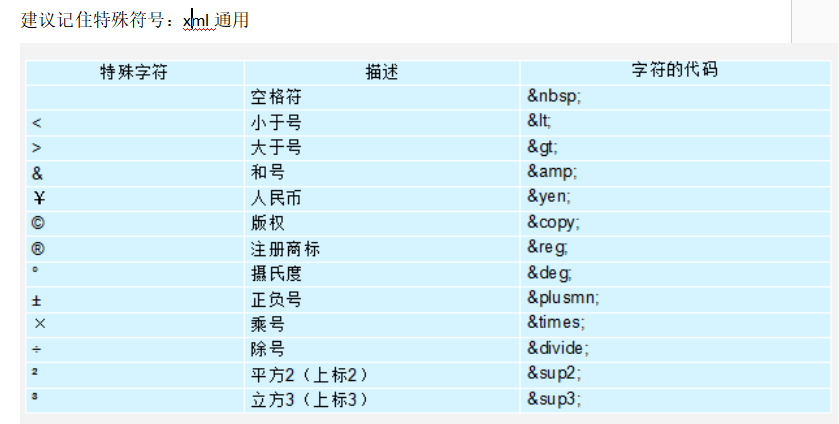 建议记住特殊符号：xml 通用
特殊字符 描述 字符的代码
空格符 &nbsp;
< 小于号 &lt;
> 大于号 &gt;
& 和号 &amp;
¥ 人民币 &yen;
© 版权 &copy;
® 注册商标 &reg;
° 摄氏度 &deg;
± 正负号 &plusmn;
× 乘号 &times;
÷ 除号 &divide;
² 平方2（上标2） &sup2;
³ 立方3（上标3） &sup3;